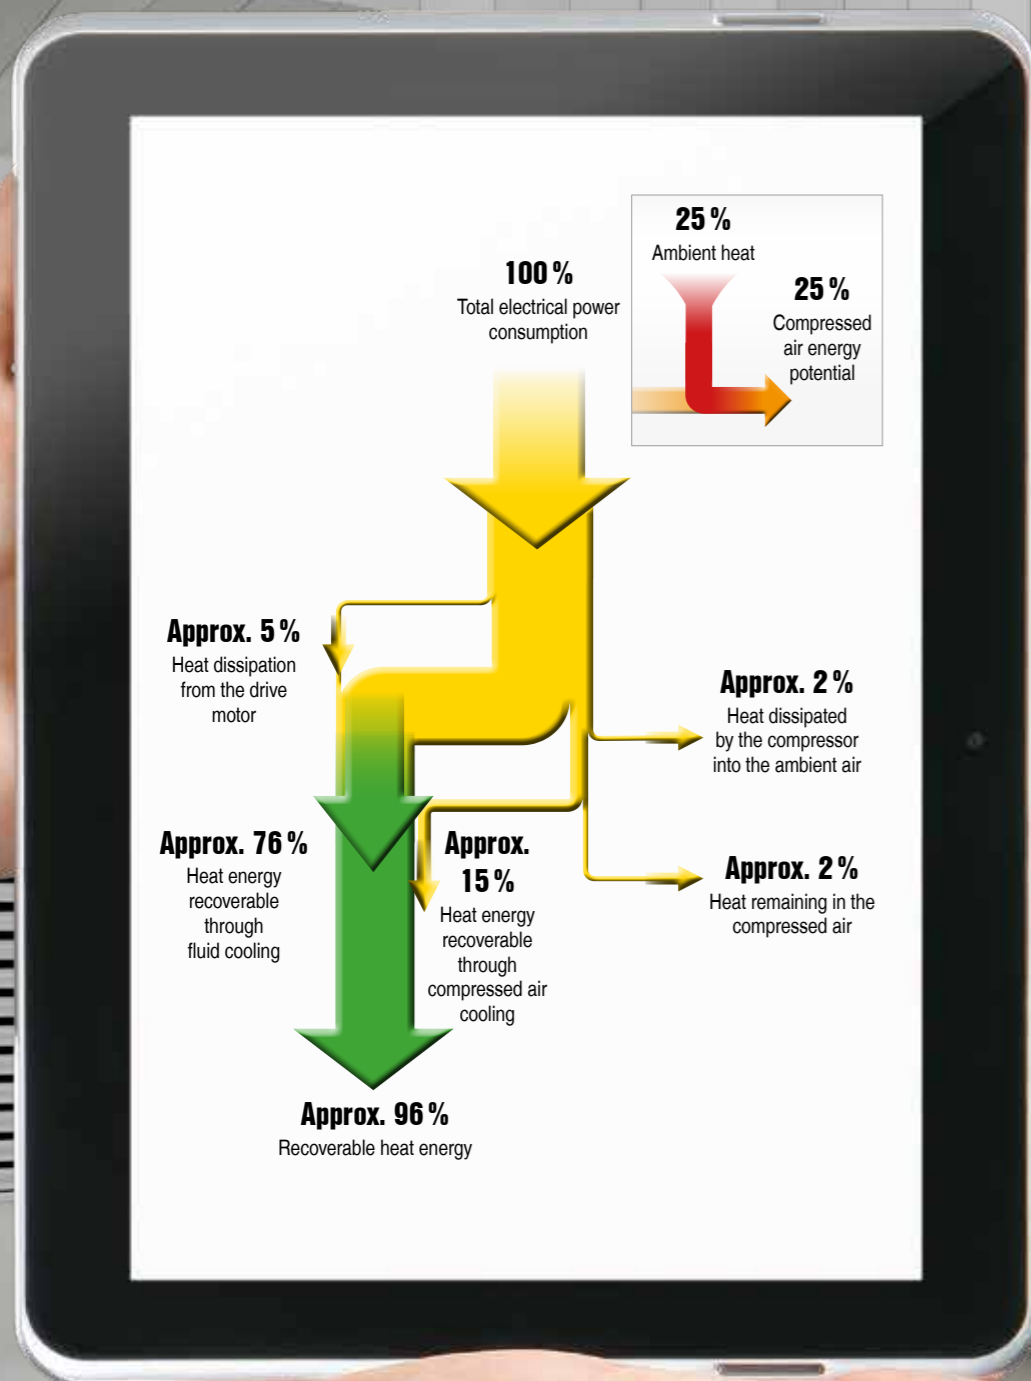 25 %
Ambient heat
25 %
Compressed
air energy
potential
100 %
Total electrical power
consumption
Approx. 5 %
Heat dissipation
from the drive
motor
Approx. 2 %
Heat dissipated
by the compressor
into the ambient air
Approx. 76 %
Heat energy
recoverable
through
fluid cooling
Approx.
15 %
Heat energy
recoverable
through
compressed air
cooling
Approx. 2 %
Heat remaining in the
compressed air
Approx. 96 %
Recoverable heat energy